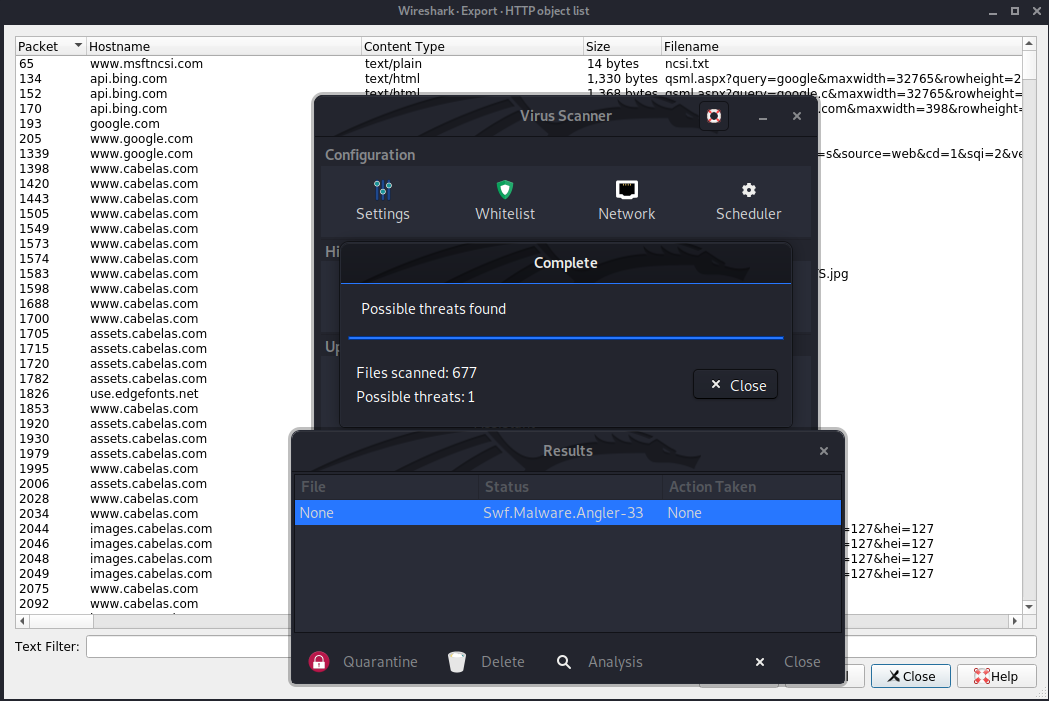 Wireshark · Export · HTTP object list
Packet Hostname Content Type Size Filename
65 www.msftncsi.com text/plain 14 bytes ncsi.txt
134 api.bing.com text/html 1,330 bytes qsml.aspx?query=google&maxwidth=32765&rowheight=2
152 api.bing.com text/html 1,368 bytes qsml.aspx?query=google.c&maxwidth=32765&rowheight=
170 api.bing.com .com&maxwidth=398&rowheight=
193 google.com
205 www.google.com
1339 www.google.com =s&source=web&cd=1&sqi=2&ve
1398 www.cabelas.com
1420 www.cabelas.com
1443 www.cabelas.com
1505 www.cabelas.com
1549 www.cabelas.com
1573 www.cabelas.com
1574 www.cabelas.com
1583 www.cabelas.com S.jpg
1598 www.cabelas.com
1688 www.cabelas.com
1700 www.cabelas.com
1705 assets.cabelas.com
1715 assets.cabelas.com
1720 assets.cabelas.com
1782 assets.cabelas.com
1826 use.edgefonts.net
1853 www.cabelas.com
1920 assets.cabelas.com
1930 assets.cabelas.com
1979 assets.cabelas.com
1995 www.cabelas.com
2006 assets.cabelas.com
2028 www.cabelas.com
2034 www.cabelas.com
2044 images.cabelas.com =127&hei=127
2046 images.cabelas.com =127&hei=127
2048 images.cabelas.com =127&hei=127
2049 images.cabelas.com =127&hei=127
2075 www.cabelas.com
2092 www.cabelas.com
Text Filter:
Close Help
Virus Scanner
Configuration
Settings Whitelist Network Scheduler
Hi
Up
Complete
Possible threats found
Files scanned: 677
Possible threats: 1
Close
Results
File Status Action Taken
None Swf.Malware.Angler-33 None
Quarantine Delete Analysis Close